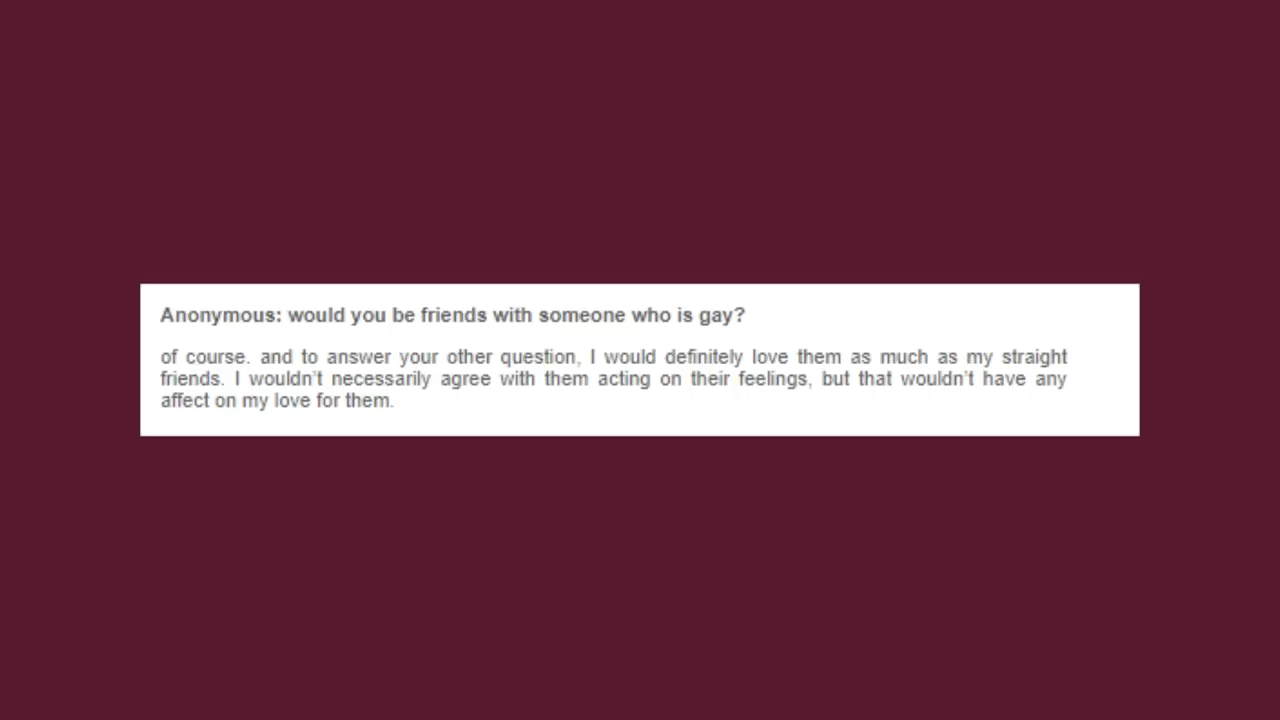 Anonymous: would you be friends with someone who is gay?
of course. and to answer your other question, I would definitely love them as much as my straight
friends. I wouldn't necessarily agree with them acting on their feelings, but that wouldn't have any
affect on my love for them.